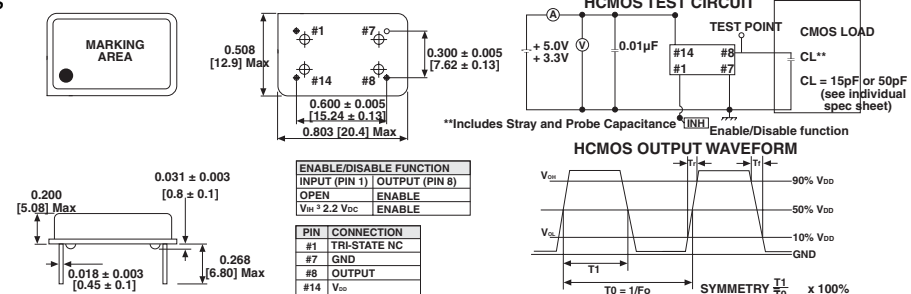 HCMOS TEST CIRCUIT
MARKING
AREA
0.508
[12.9] Max
#1
#7
#14
#8
0.300 ± 0.005
[7.62 ± 0.13]
0.600 ± 0.005
[15.24 ± 0.13]
0.803 [20.4] Max
A
V
+ 5.0V
+ 3.3V
0.01µF
#14
#8
#1
#7
TEST POINT
CMOS LOAD
CL**
CL = 15pF or 50pF
(see individual
spec sheet)
**Includes Stray and Probe Capacitance
INH
Enable/Disable function
0.200
[5.08] Max
0.031 ± 0.003
[0.8 ± 0.1]
0.018 ± 0.003
[0.45 ± 0.1]
0.268
[6.80] Max
ENABLE/DISABLE FUNCTION
INPUT (PIN 1) OUTPUT (PIN 8)
OPEN ENABLE
VIH ³ 2.2 VDC ENABLE
PIN CONNECTION
#1 TRI-STATE NC
#7 GND
#8 OUTPUT
#14 VDD
HCMOS OUTPUT WAVEFORM
Tr
Tf
VOH
90% VDD
50% VDD
VOL
10% VDD
GND
T1
T0 = 1/Fo
SYMMETRY T1
T0 x 100%